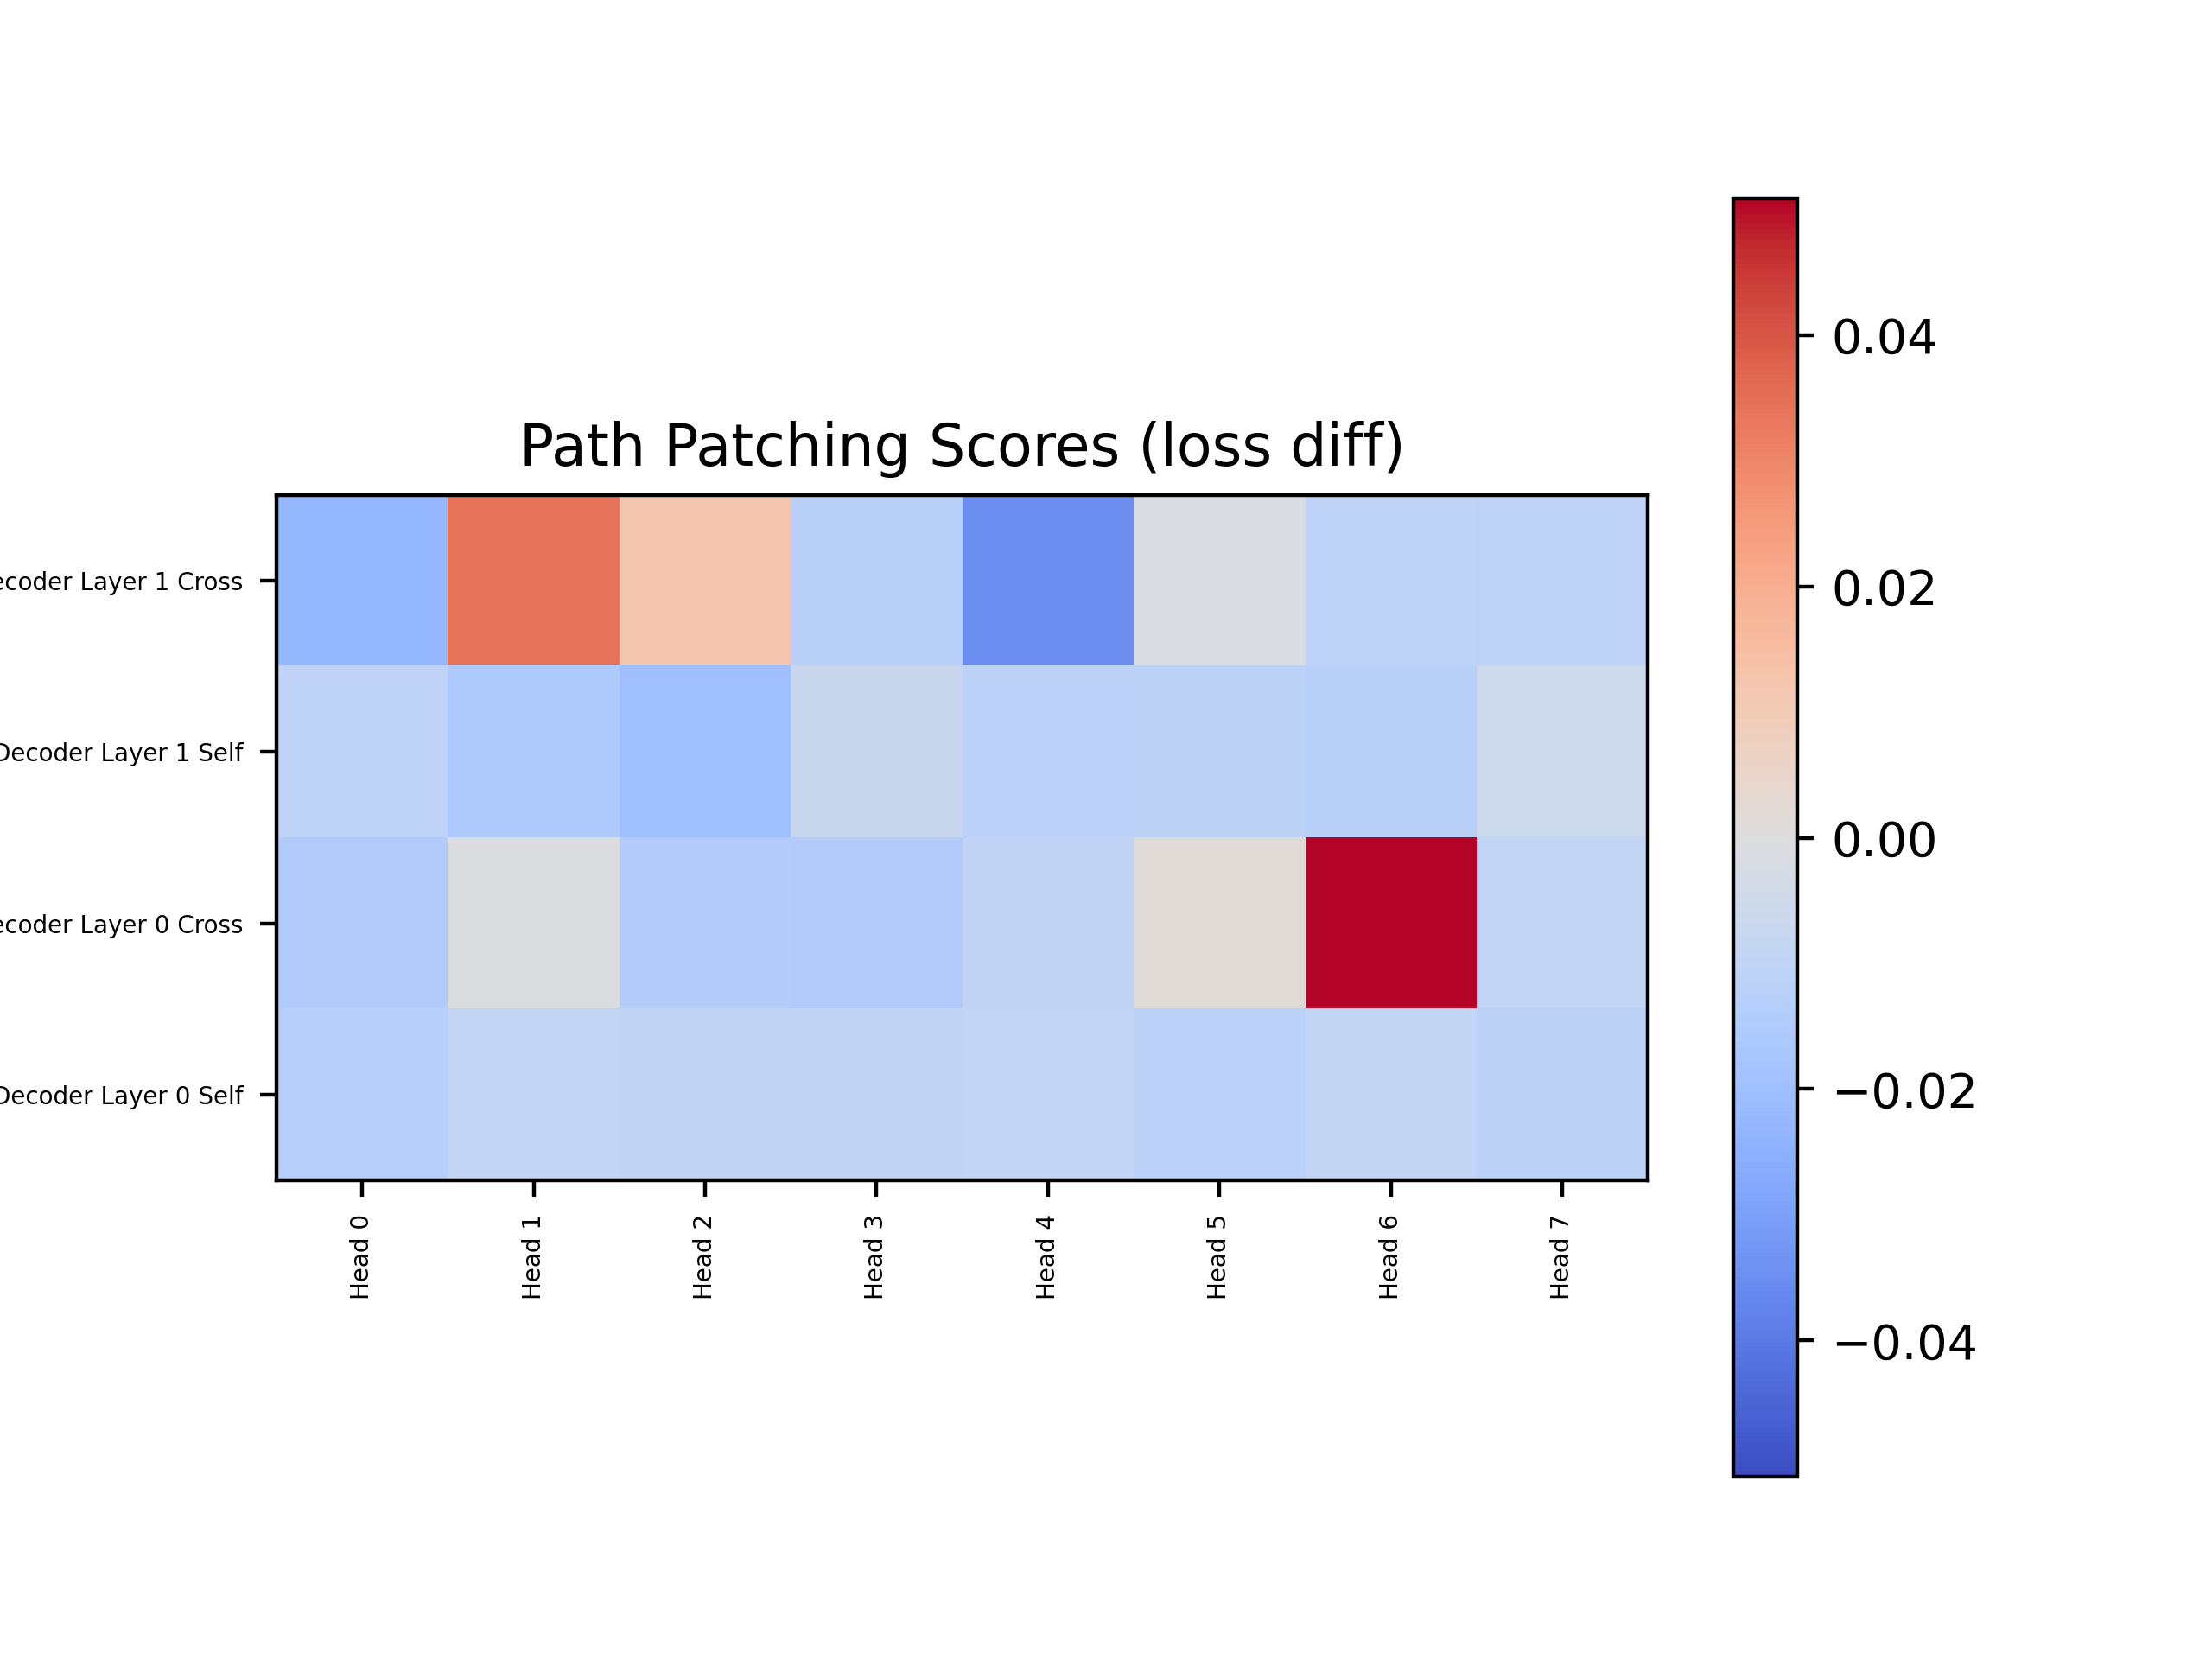 Path Patching Scores (loss diff)
ecoder Layer 1 Cross
Decoder Layer 1 Self
ecoder Layer 0 Cross
Decoder Layer 0 Self
Head 0
Head 1
Head 2
Head 3
Head 4
Head 5
Head 6
Head 7
0.04
0.02
0.00
−0.02
−0.04